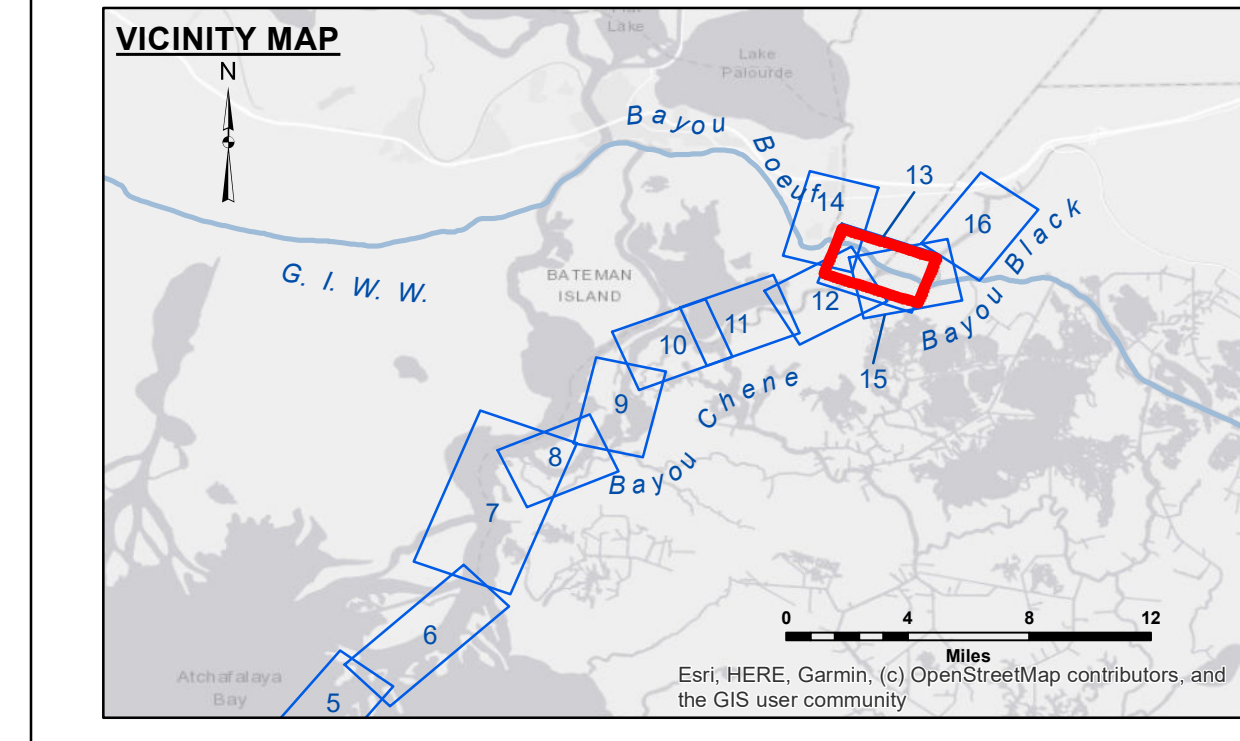 VICINITY MAP
N
Lake
Lake
Palourde
Bayou
Boeuf
13
14
16
Bayou Black
G. I. W. W.
BATEMAN
ISLAND
12
11
10
15
Bayou Chene
9
8
7
6
5
Atchafalaya
Bay
0 4 8 12
Miles
Esri, HERE, Garmin, (c) OpenStreetMap contributors, and
the GIS user community